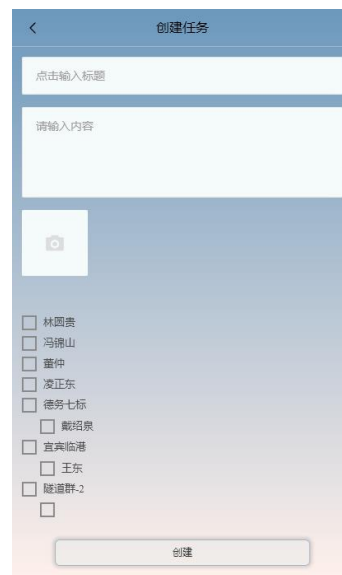 创建任务
点击输入标题
请输入内容
林圆贵
冯锦山
董仲
凌正东
德务七标
戴绍泉
宜宾临港
王东
隧道群-2
创建